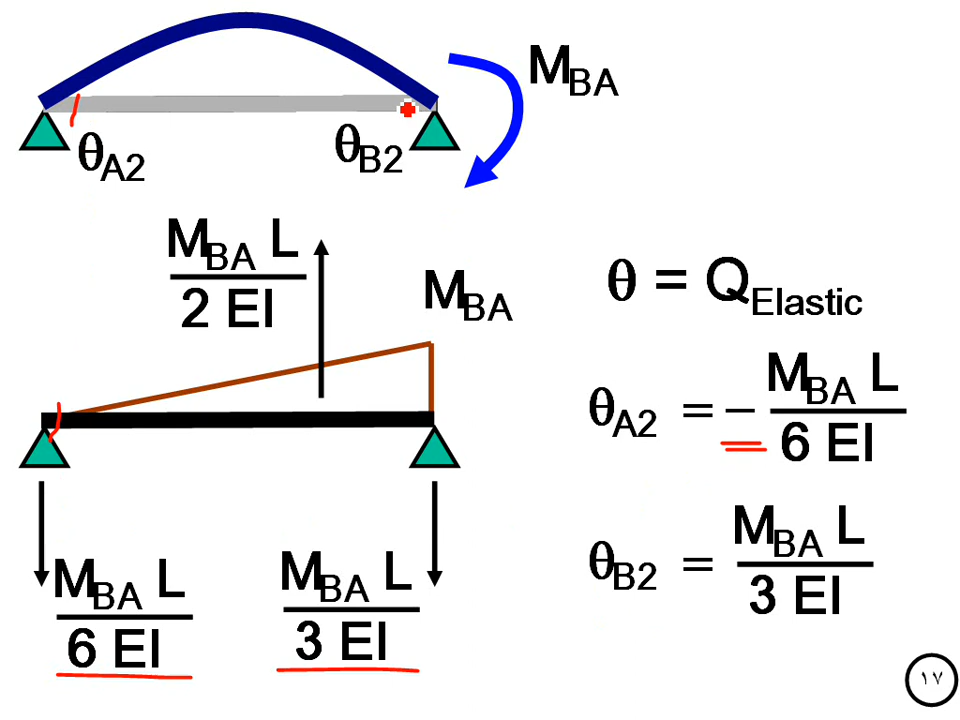 M_BA
θ_A2 θ_B2
M_BA L / 2 EI
M_BA
θ = Q_Elastic
θ_A2 = − M_BA L / 6 EI
θ_B2 = M_BA L / 3 EI
M_BA L / 6 EI
M_BA L / 3 EI
١٧